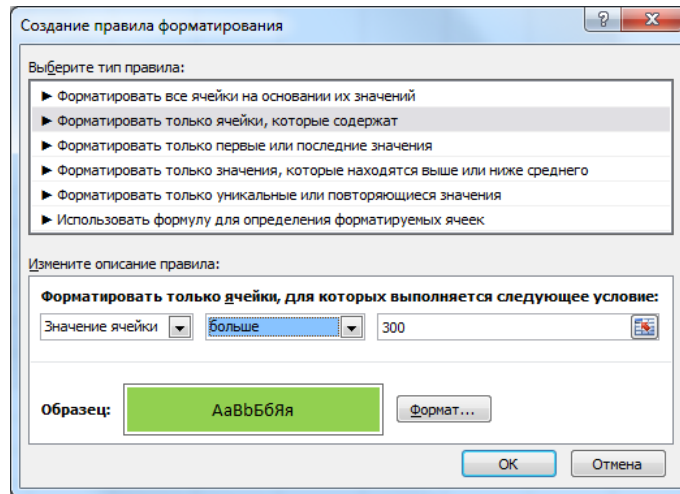 Создание правила форматирования
Выберите тип правила:
► Форматировать все ячейки на основании их значений
► Форматировать только ячейки, которые содержат
► Форматировать только первые или последние значения
► Форматировать только значения, которые находятся выше или ниже среднего
► Форматировать только уникальные или повторяющиеся значения
► Использовать формулу для определения форматируемых ячеек
Измените описание правила:
Форматировать только ячейки, для которых выполняется следующее условие:
Значение ячейки больше 300
Образец: АаВbБбЯя Формат...
ОК Отмена